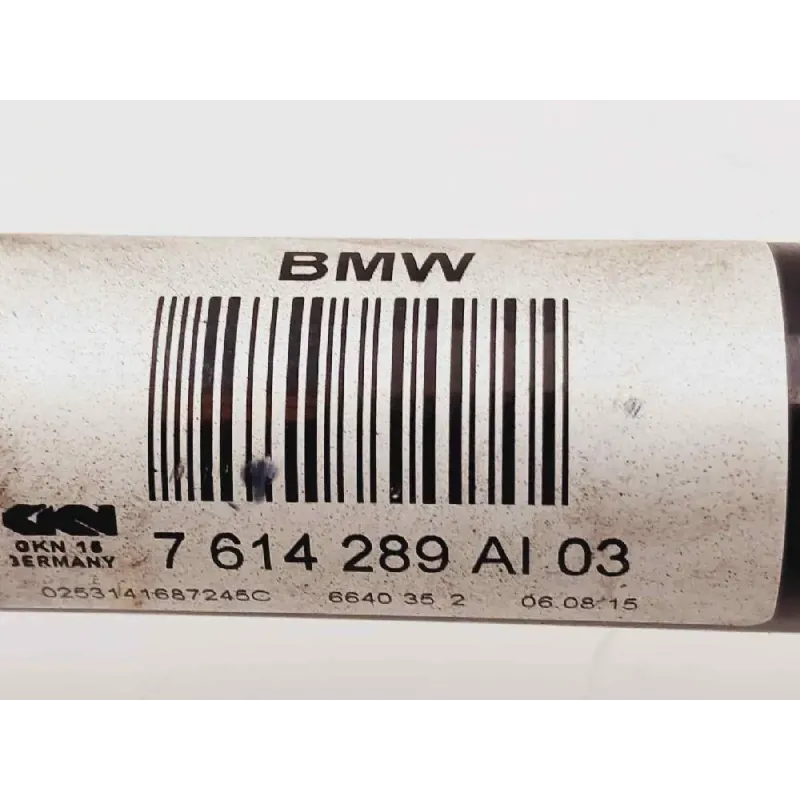 BMW
GKN
GKN 16
GERMANY
7 614 289 AI 03
0253141687245C 6640 35 2 06.08.15